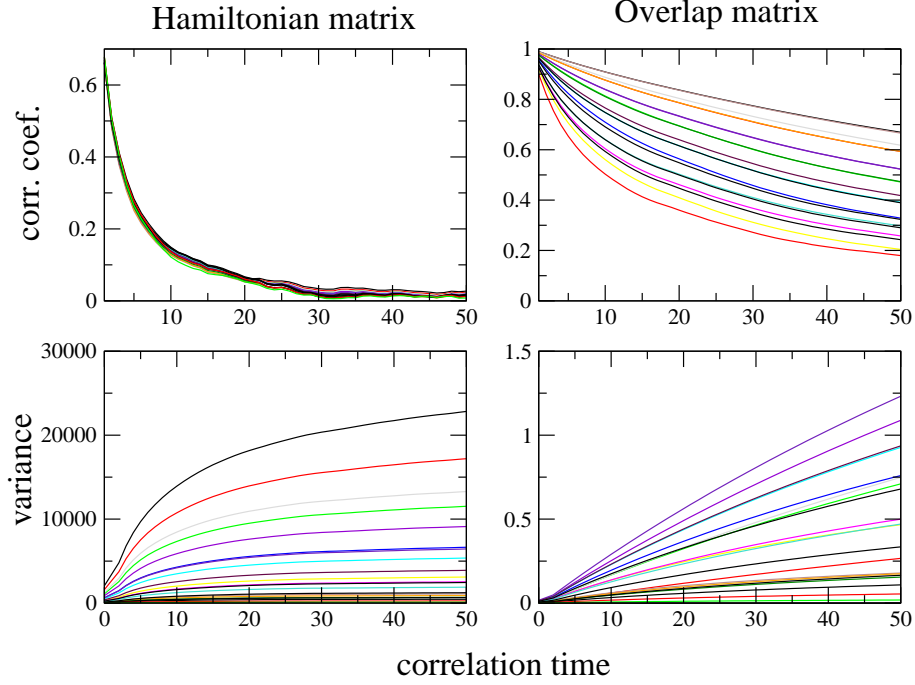 Hamiltonian matrix
Overlap matrix
corr. coef.
0.6
0.4
0.2
0
10 20 30 40 50
1
0.8
0.6
0.4
0.2
0
10 20 30 40 50
variance
30000
20000
10000
0
0 10 20 30 40 50
1.5
1
0.5
0
0 10 20 30 40 50
correlation time